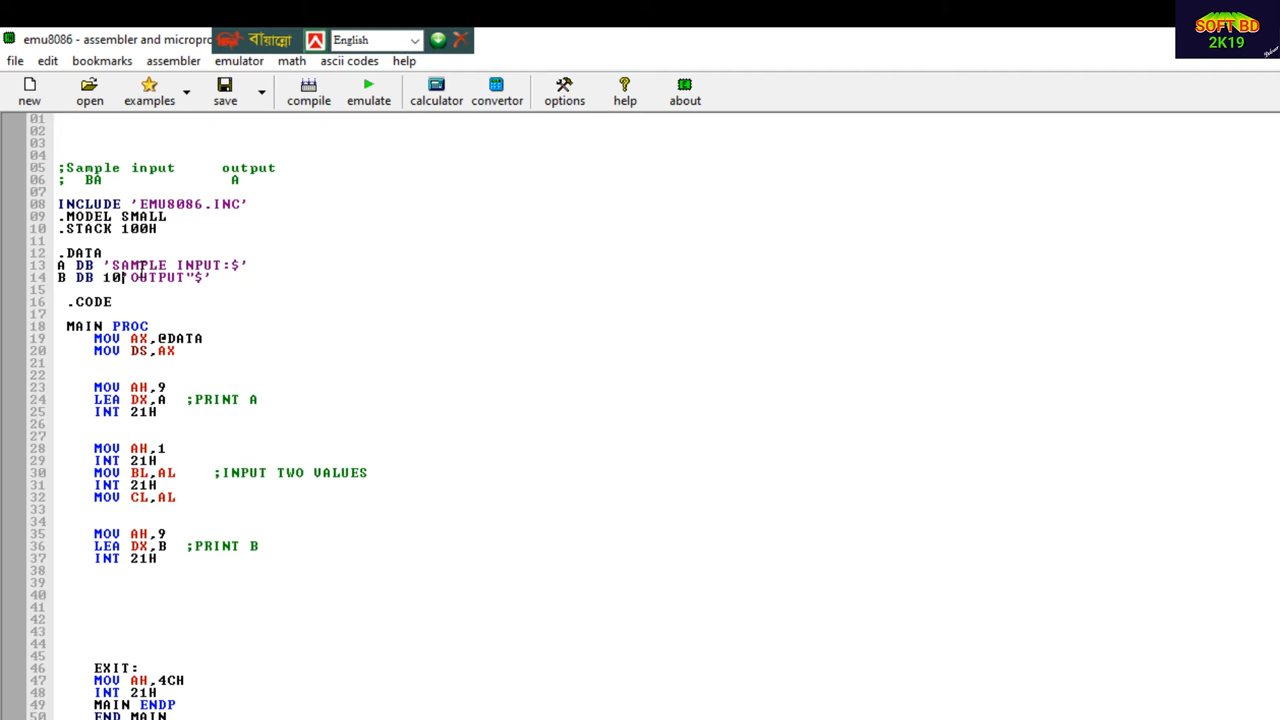 SOFT BD
2K19
emu8086 - assembler and micropro
বাঁয়ান্নো
English
file edit bookmarks assembler emulator math ascii codes help
new open examples save compile emulate calculator convertor options help about
01
02
03
04
05 ;Sample input output
06 ; BA A
07
08 INCLUDE 'EMU8086.INC'
09 .MODEL SMALL
10 .STACK 100H
11
12 .DATA
13 A DB 'SAMPLE INPUT:$'
14 B DB 10'OUTPUT"$'
15
16 .CODE
17
18 MAIN PROC
19 MOV AX,@DATA
20 MOV DS,AX
21
22
23 MOV AH,9
24 LEA DX,A ;PRINT A
25 INT 21H
26
27
28 MOV AH,1
29 INT 21H
30 MOV BL,AL ;INPUT TWO VALUES
31 INT 21H
32 MOV CL,AL
33
34
35 MOV AH,9
36 LEA DX,B ;PRINT B
37 INT 21H
38
39
40
41
42
43
44
45
46 EXIT:
47 MOV AH,4CH
48 INT 21H
49 MAIN ENDP
50 END MAIN